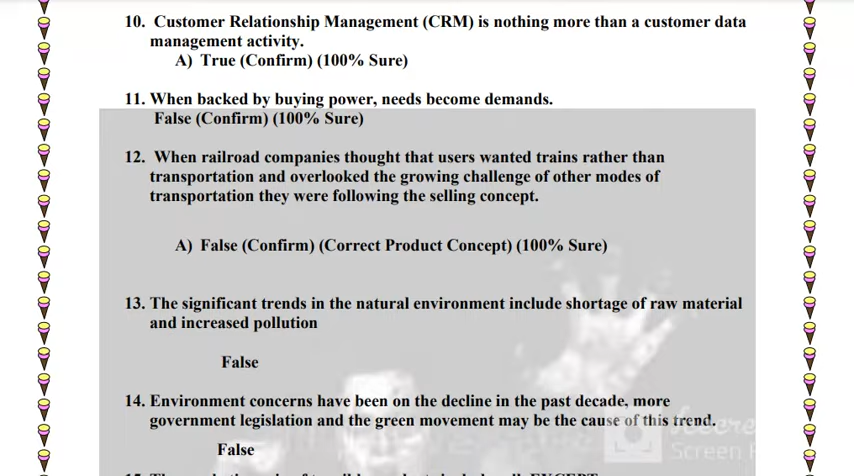 10. Customer Relationship Management (CRM) is nothing more than a customer data
management activity.
A) True (Confirm) (100% Sure)
11. When backed by buying power, needs become demands.
False (Confirm) (100% Sure)
12. When railroad companies thought that users wanted trains rather than
transportation and overlooked the growing challenge of other modes of
transportation they were following the selling concept.
A) False (Confirm) (Correct Product Concept) (100% Sure)
13. The significant trends in the natural environment include shortage of raw material
and increased pollution
False
14. Environment concerns have been on the decline in the past decade, more
government legislation and the green movement may be the cause of this trend.
Screen
False